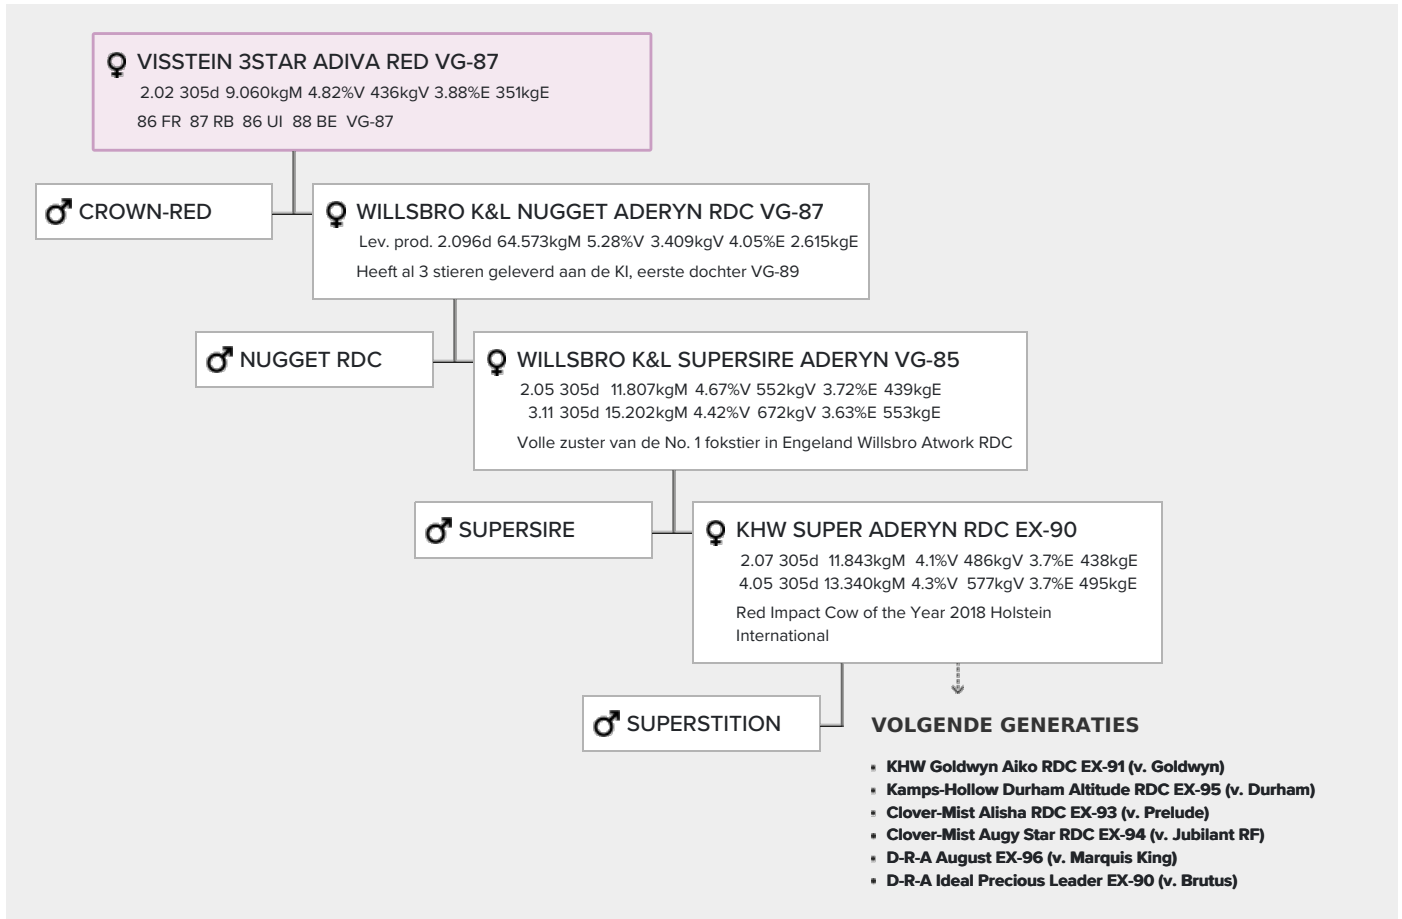 VISSTEIN 3STAR ADIVA RED VG-87
2.02 305d 9.060kgM 4.82%V 436kgV 3.88%E 351kgE
86 FR 87 RB 86 UI 88 BE VG-87
CROWN-RED
WILLSBRO K&L NUGGET ADERYN RDC VG-87
Lev. prod. 2.096d 64.573kgM 5.28%V 3.409kgV 4.05%E 2.615kgE
Heeft al 3 stieren geleverd aan de KI, eerste dochter VG-89
NUGGET RDC
WILLSBRO K&L SUPERSIRE ADERYN VG-85
2.05 305d 11.807kgM 4.67%V 552kgV 3.72%E 439kgE
3.11 305d 15.202kgM 4.42%V 672kgV 3.63%E 553kgE
Volle zuster van de No. 1 fokstier in Engeland Willsbro Atwork RDC
SUPERSIRE
KHW SUPER ADERYN RDC EX-90
2.07 305d 11.843kgM 4.1%V 486kgV 3.7%E 438kgE
4.05 305d 13.340kgM 4.3%V 577kgV 3.7%E 495kgE
Red Impact Cow of the Year 2018 Holstein
International
SUPERSTITION
VOLGENDE GENERATIES
KHW Goldwyn Aiko RDC EX-91 (v. Goldwyn)
Kamps-Hollow Durham Altitude RDC EX-95 (v. Durham)
Clover-Mist Alisha RDC EX-93 (v. Prelude)
Clover-Mist Augy Star RDC EX-94 (v. Jubilant RF)
D-R-A August EX-96 (v. Marquis King)
D-R-A Ideal Precious Leader EX-90 (v. Brutus)